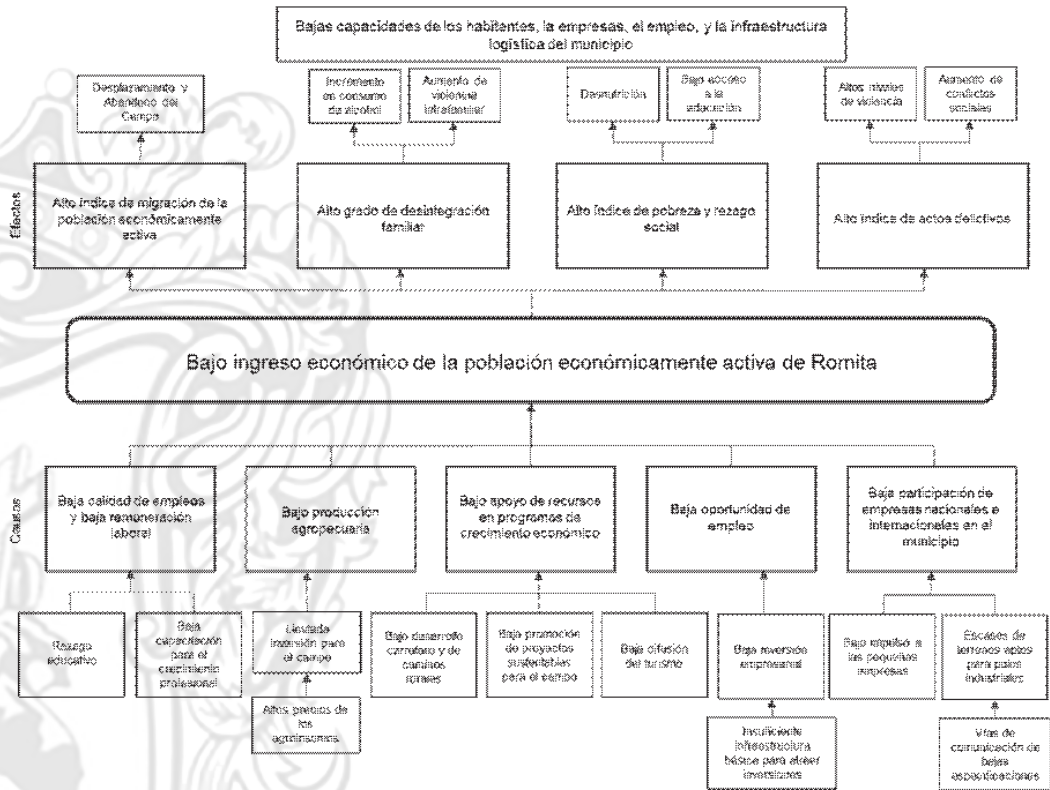 Bajas capacidades de los habitentes, la empresas, el empleo, y la infraestructura
logística del municipio
Desplazamiento y
Abandono del
Campo
Incremento
en consumo
de alcohol
Aumento de
violencia
intrafamiliar
Desnutrición
Bajo acceso
a la
educación
Altos niveles
de violencia
Aumento de
conflictos
sociales
Efectos
Alto índice de migración de la
población económicamente
activa
Alto grado de desintegración
familiar
Alto índice de pobreza y rezago
social
Alto índice de actos delictivos
Bajo ingreso económico de la población económicamente activa de Romita
Causas
Baja calidad de empleos
y baja remuneración
laboral
Bajo producción
agropecuaria
Bajo apoyo de recursos
en programas de
crecimiento económico
Baja oportunidad de
empleo
Baja participación de
empresas nacionales e
internacionales en el
municipio
Rezago
educativo
Baja
capacitación
para el
crecimiento
profesional
Limitada
inversión para
el campo
Bajo desarrollo
carretero y de
caminos
rurales
Baja promoción
de proyectos
sustentables
para el campo
Baja difusión
del turismo
Baja inversión
empresarial
Bajo impulso a
las pequeñas
empresas
Escases de
terrenos aptos
para polos
industriales
Altos precios de
los
agroinsumos
Insuficiente
infraestructura
básica para atraer
inversiones
Vías de
comunicación de
bajas
especificaciones